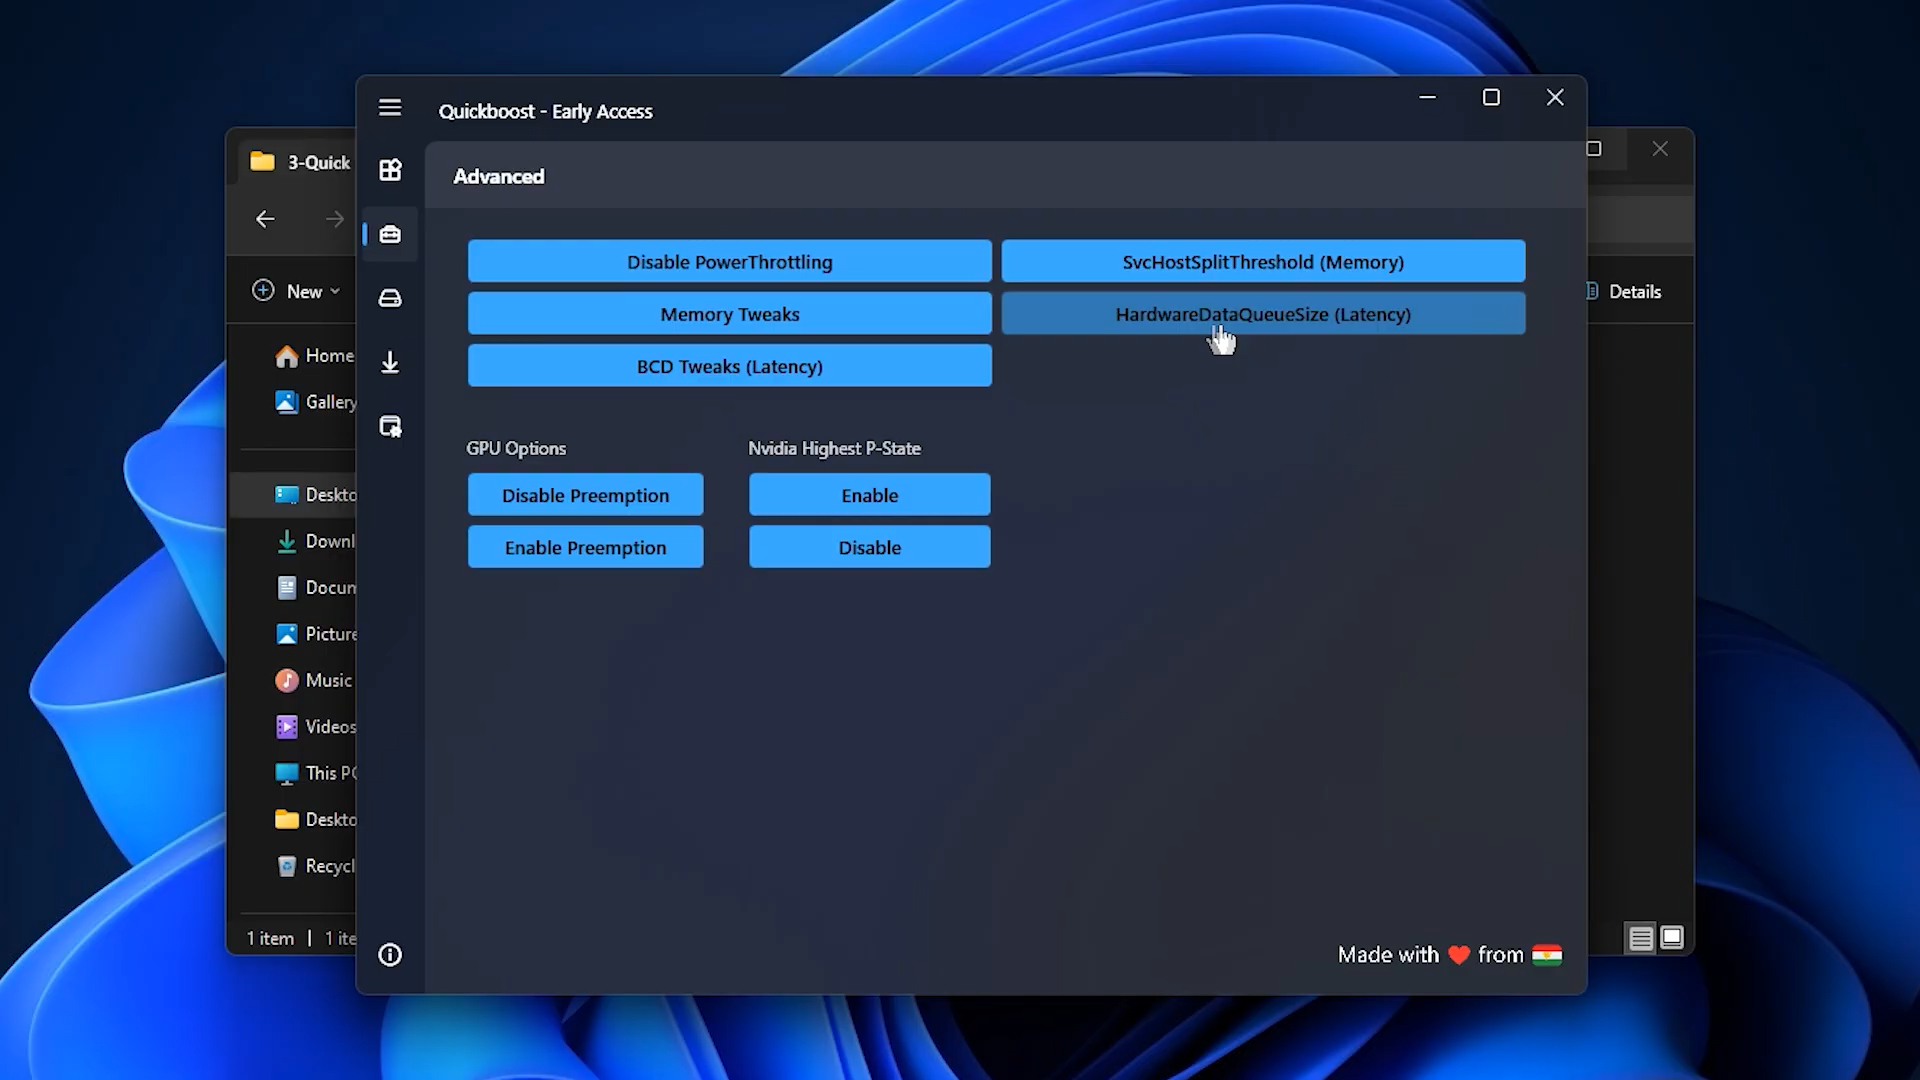 Quickboost - Early Access
3-Quick
Advanced
Disable PowerThrottling
SvcHostSplitThreshold (Memory)
Memory Tweaks
HardwareDataQueueSize (Latency)
BCD Tweaks (Latency)
GPU Options
Nvidia Highest P-State
Disable Preemption
Enable
Enable Preemption
Disable
New
Details
Home
Gallery
Deskto
Downl
Docum
Picture
Music
Videos
This PC
Deskto
Recycl
1 item
1 ite
Made with ❤ from